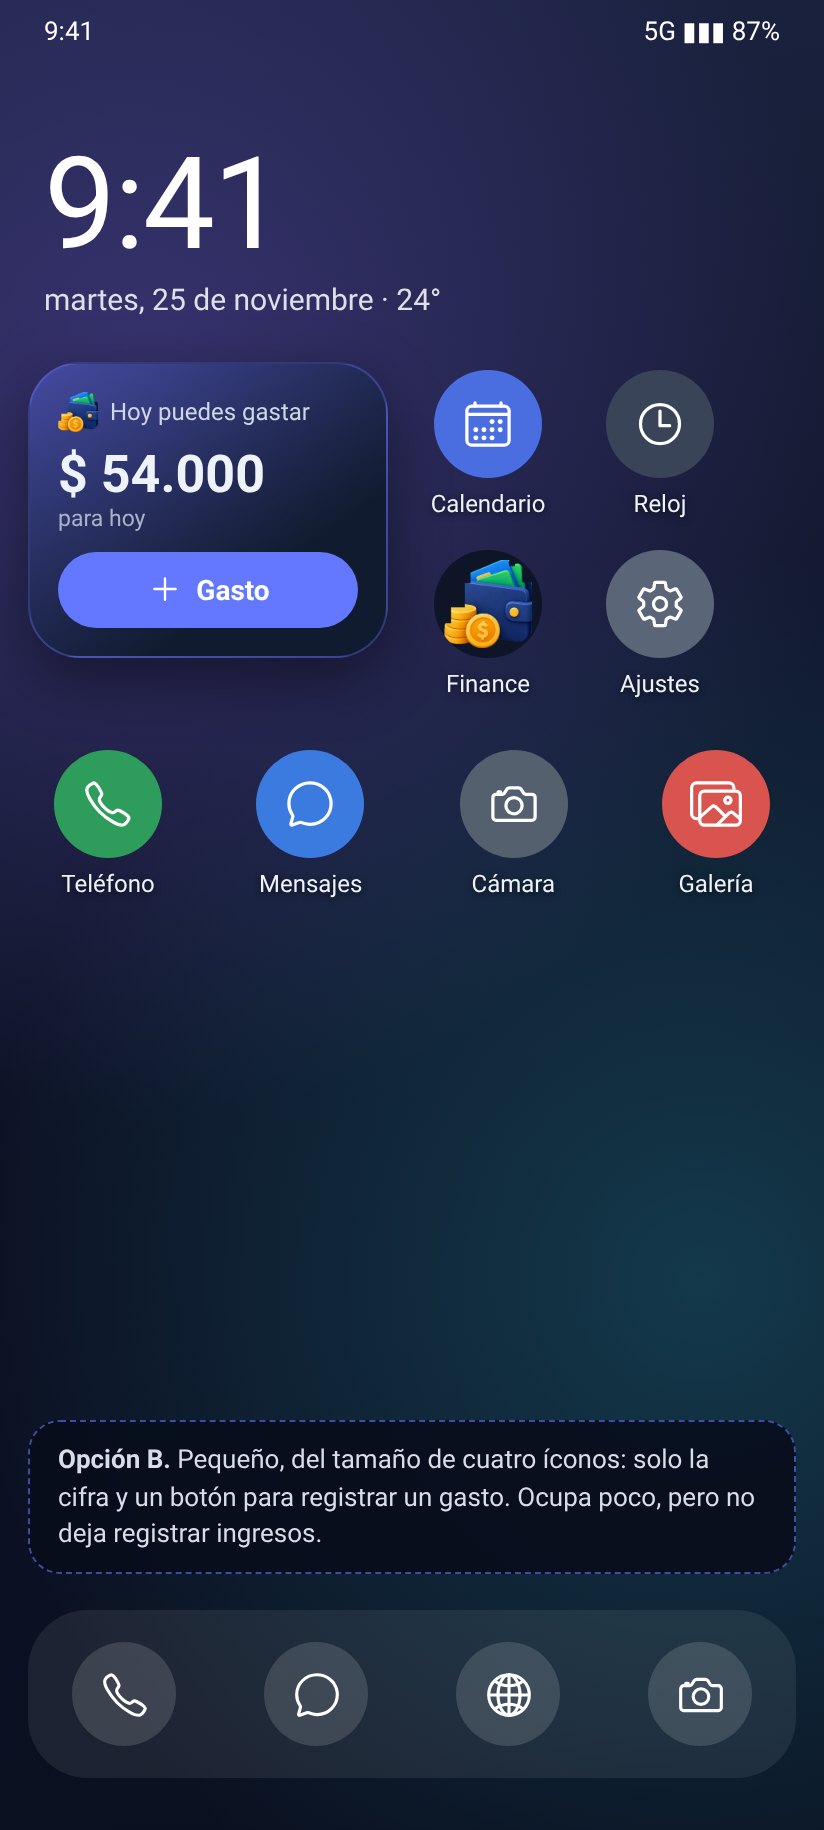 9:41
5G 87%
9:41
martes, 25 de noviembre · 24°
Hoy puedes gastar
$ 54.000
para hoy
+ Gasto
Calendario
Reloj
Finance
Ajustes
Teléfono
Mensajes
Cámara
Galería
Opción B. Pequeño, del tamaño de cuatro íconos: solo la
cifra y un botón para registrar un gasto. Ocupa poco, pero no
deja registrar ingresos.